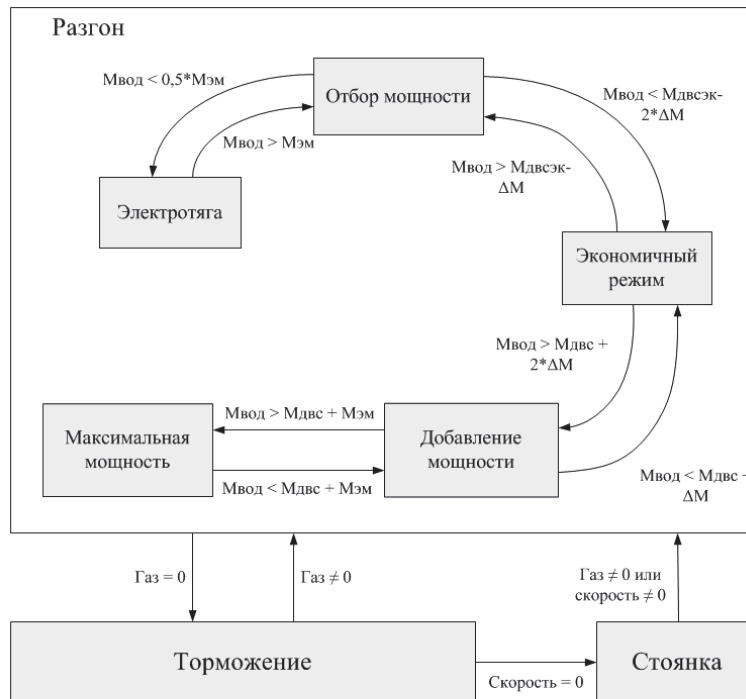 Разгон
Мвод < 0,5*Мэм
Отбор мощности
Мвод < Мдвсэк-
2*ΔМ
Мвод > Мэм
Мвод > Мдвсэк-
ΔМ
Электротяга
Экономичный
режим
Мвод > Мдвс +
2*ΔМ
Максимальная
мощность
Мвод > Мдвс + Мэм
Добавление
мощности
Мвод < Мдвс + Мэм
Мвод < Мдвс +
ΔМ
Газ = 0
Газ ≠ 0
Газ ≠ 0 или
скорость ≠ 0
Торможение
Скорость = 0
Стоянка